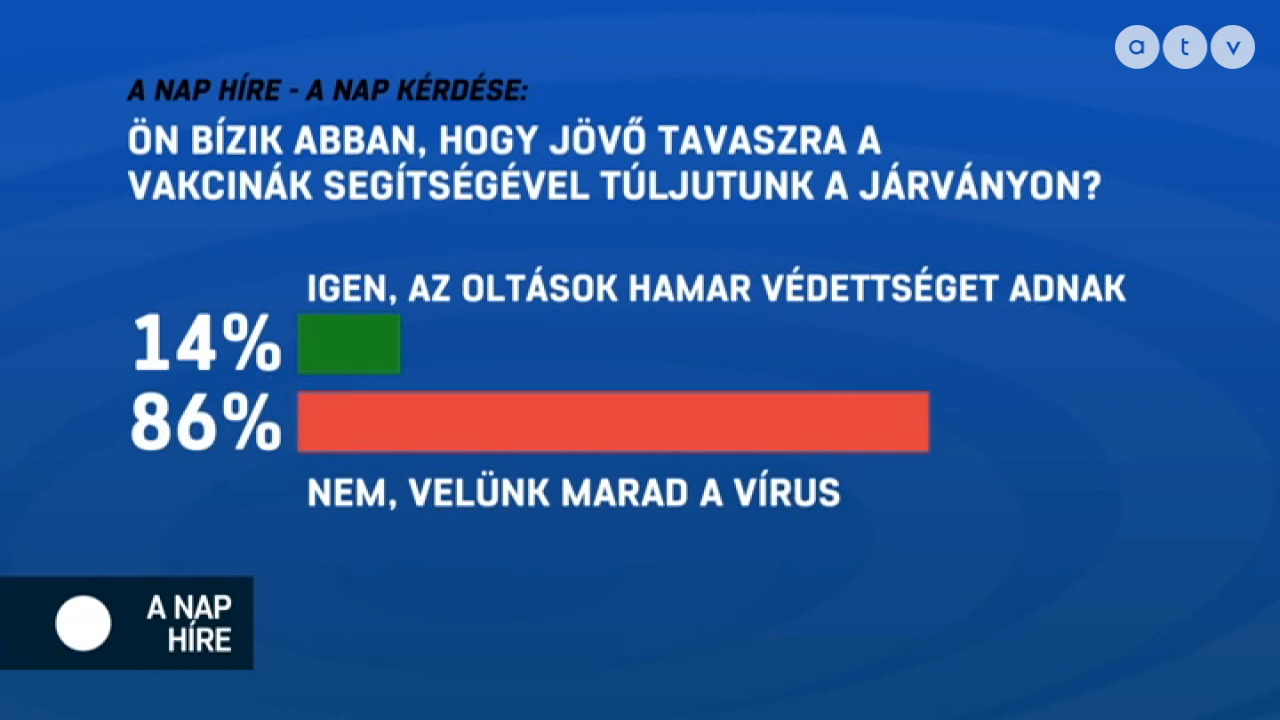 atv
A NAP HÍRE - A NAP KÉRDÉSE:
ÖN BÍZIK ABBAN, HOGY JÖVŐ TAVASZRA A
VAKCINÁK SEGÍTSÉGÉVEL TÚLJUTUNK A JÁRVÁNYON?
IGEN, AZ OLTÁSOK HAMAR VÉDETTSÉGET ADNAK
14%
86%
NEM, VELÜNK MARAD A VÍRUS
A NAP
HÍRE